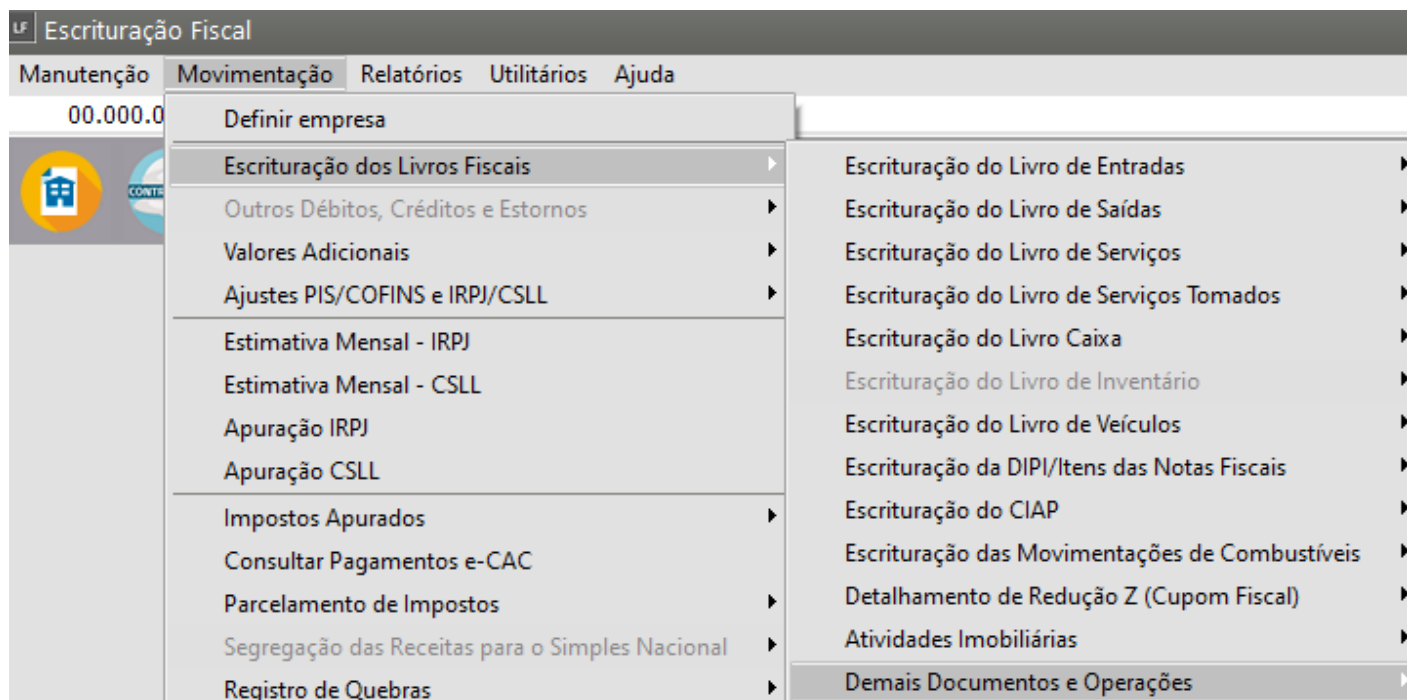 LF Escrituração Fiscal
Manutenção Movimentação Relatórios Utilitários Ajuda
00.000.0
Definir empresa
Escrituração dos Livros Fiscais
Outros Débitos, Créditos e Estornos
Valores Adicionais
Ajustes PIS/COFINS e IRPJ/CSLL
Estimativa Mensal - IRPJ
Estimativa Mensal - CSLL
Apuração IRPJ
Apuração CSLL
Impostos Apurados
Consultar Pagamentos e-CAC
Parcelamento de Impostos
Segregação das Receitas para o Simples Nacional
Registro de Quebras
Escrituração do Livro de Entradas
Escrituração do Livro de Saídas
Escrituração do Livro de Serviços
Escrituração do Livro de Serviços Tomados
Escrituração do Livro Caixa
Escrituração do Livro de Inventário
Escrituração do Livro de Veículos
Escrituração da DIPI/Itens das Notas Fiscais
Escrituração do CIAP
Escrituração das Movimentações de Combustíveis
Detalhamento de Redução Z (Cupom Fiscal)
Atividades Imobiliárias
Demais Documentos e Operações